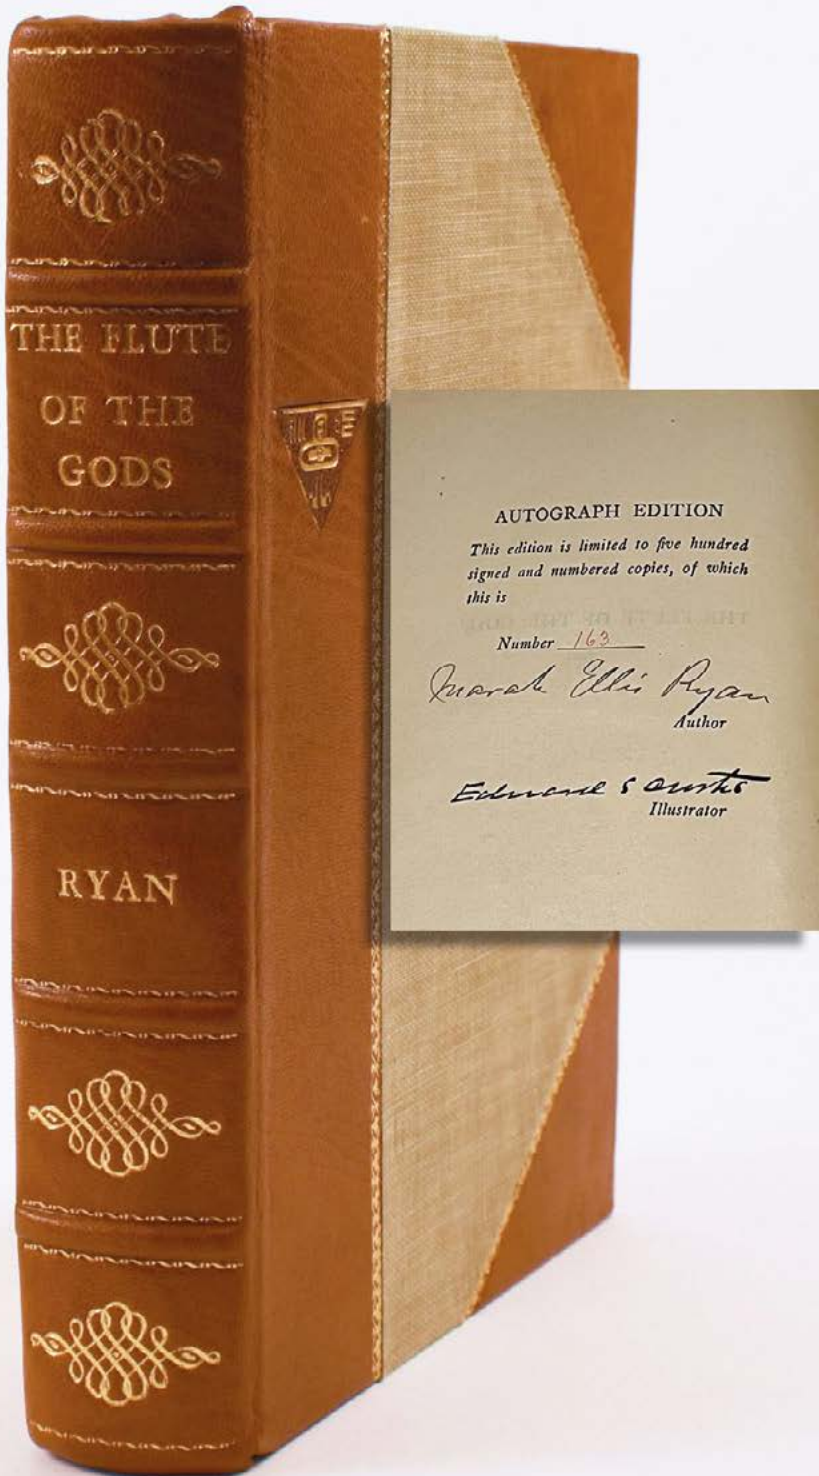 THE FLUTE
OF THE
GODS
RYAN
AUTOGRAPH EDITION
This edition is limited to five hundred
signed and numbered copies, of which
this is
Number 163
Marah Ellis Ryan
Author
Edward S Curtis
Illustrator